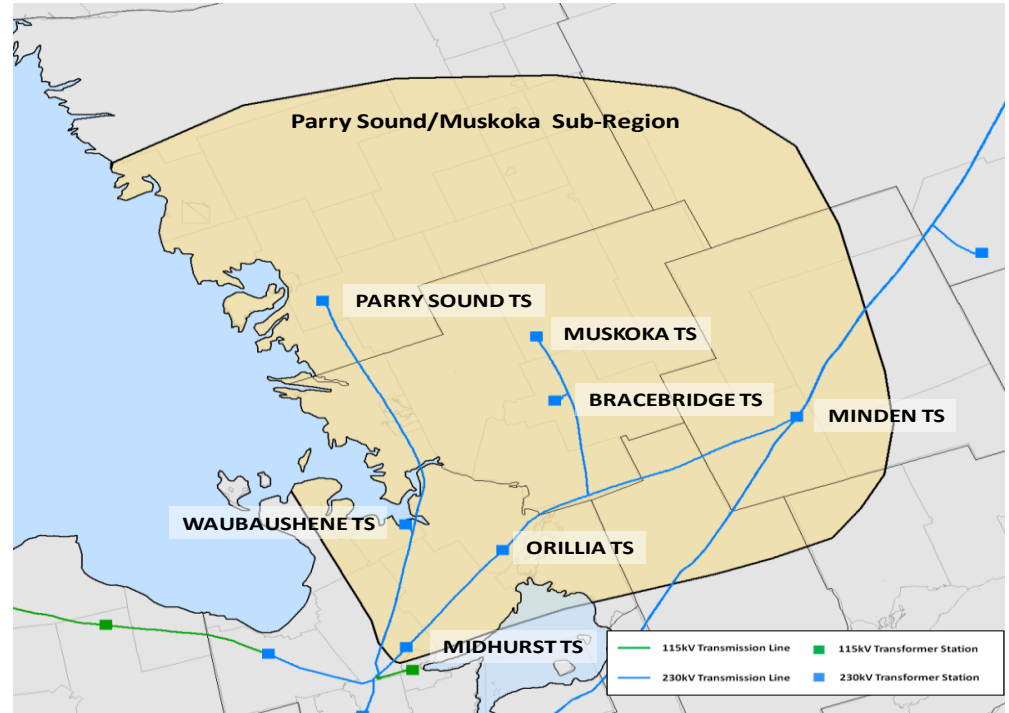 Parry Sound/Muskoka Sub-Region
PARRY SOUND TS
MUSKOKA TS
BRACEBRIDGE TS
MINDEN TS
WAUBAUSHENE TS
ORILLIA TS
MIDHURST TS
115kV Transmission Line
115kV Transformer Station
230kV Transmission Line
230kV Transformer Station